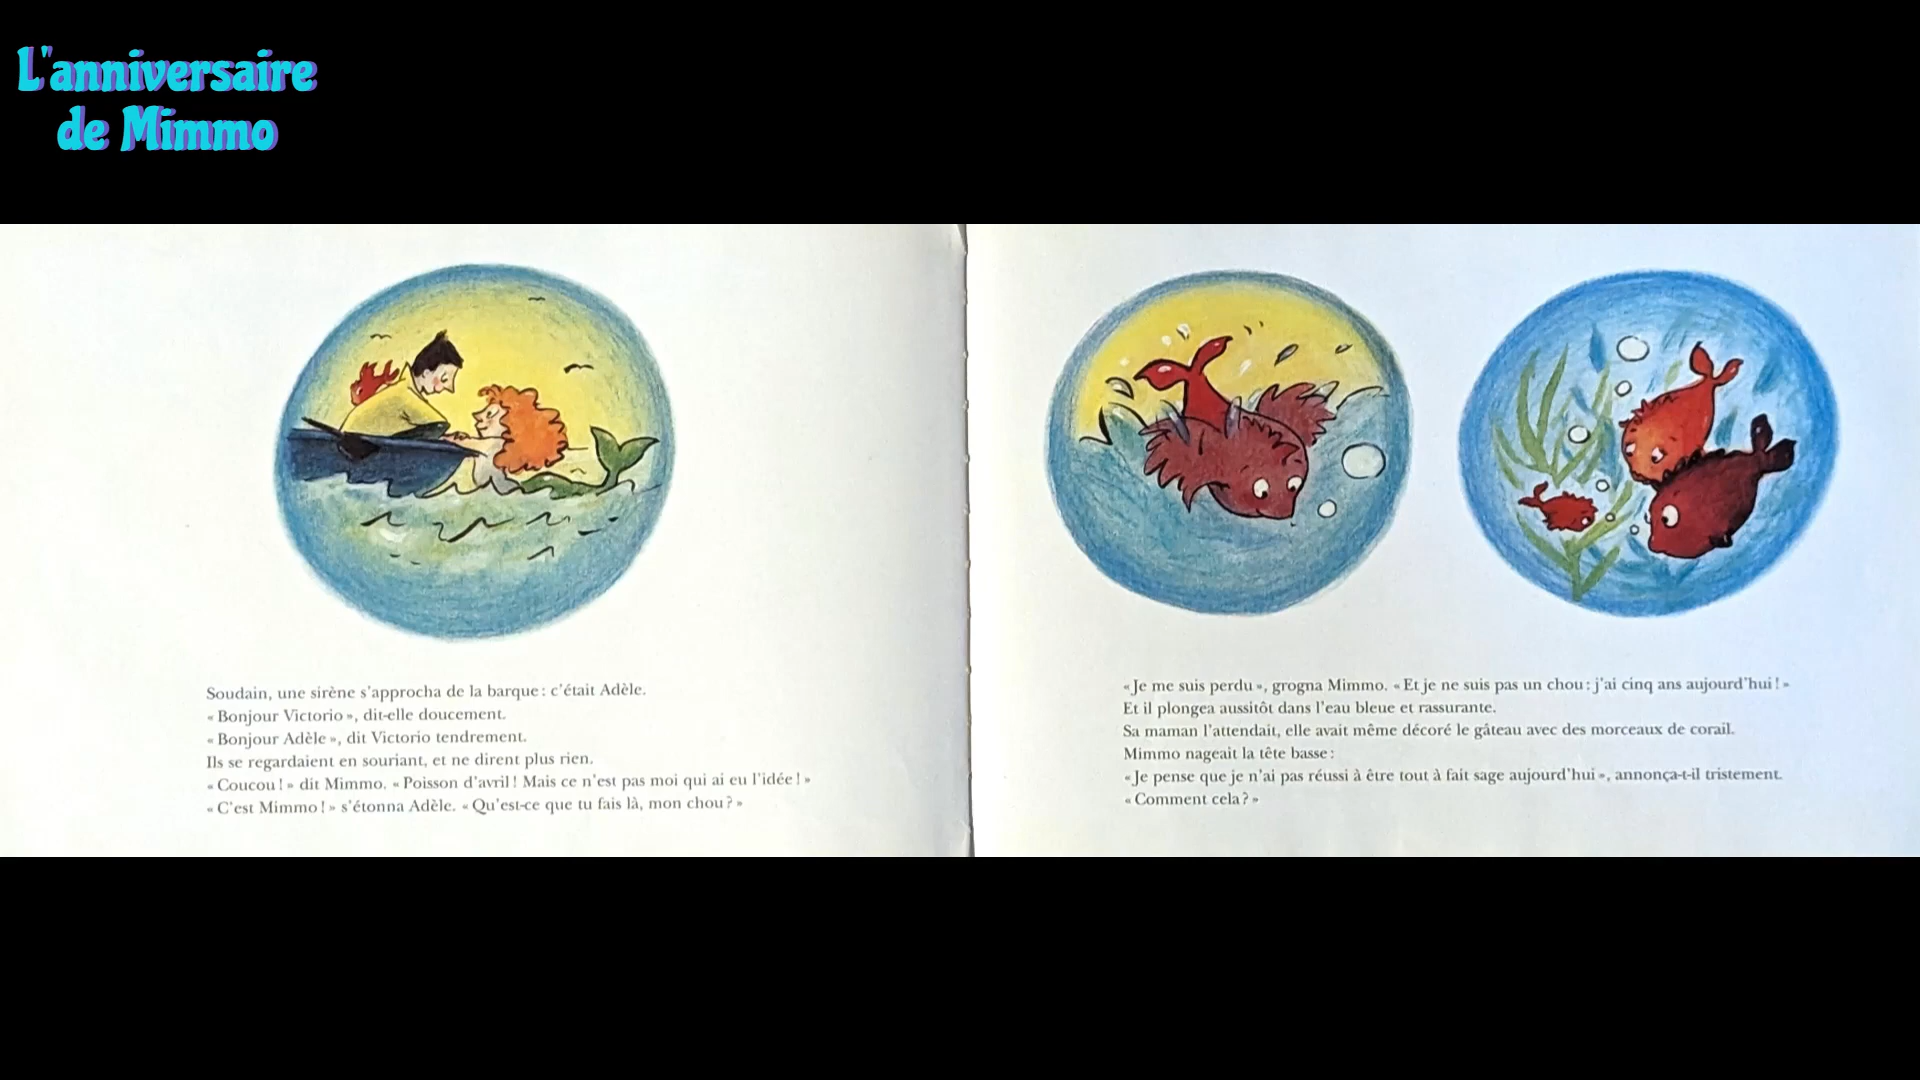 L'anniversaire
de Mimmo
Soudain, une sirène s'approcha de la barque : c'était Adèle.
« Bonjour Victorio », dit-elle doucement.
« Bonjour Adèle », dit Victorio tendrement.
Ils se regardaient en souriant, et ne dirent plus rien.
« Coucou ! » dit Mimmo. « Poisson d'avril ! Mais ce n'est pas moi qui ai eu l'idée ! »
« C'est Mimmo ! » s'étonna Adèle. « Qu'est-ce que tu fais là, mon chou ? »
« Je me suis perdu », grogna Mimmo. « Et je ne suis pas un chou : j'ai cinq ans aujourd'hui ! »
Et il plongea aussitôt dans l'eau bleue et rassurante.
Sa maman l'attendait, elle avait même décoré le gâteau avec des morceaux de corail.
Mimmo nageait la tête basse :
« Je pense que je n'ai pas réussi à être tout à fait sage aujourd'hui », annonça-t-il tristement.
« Comment cela ? »